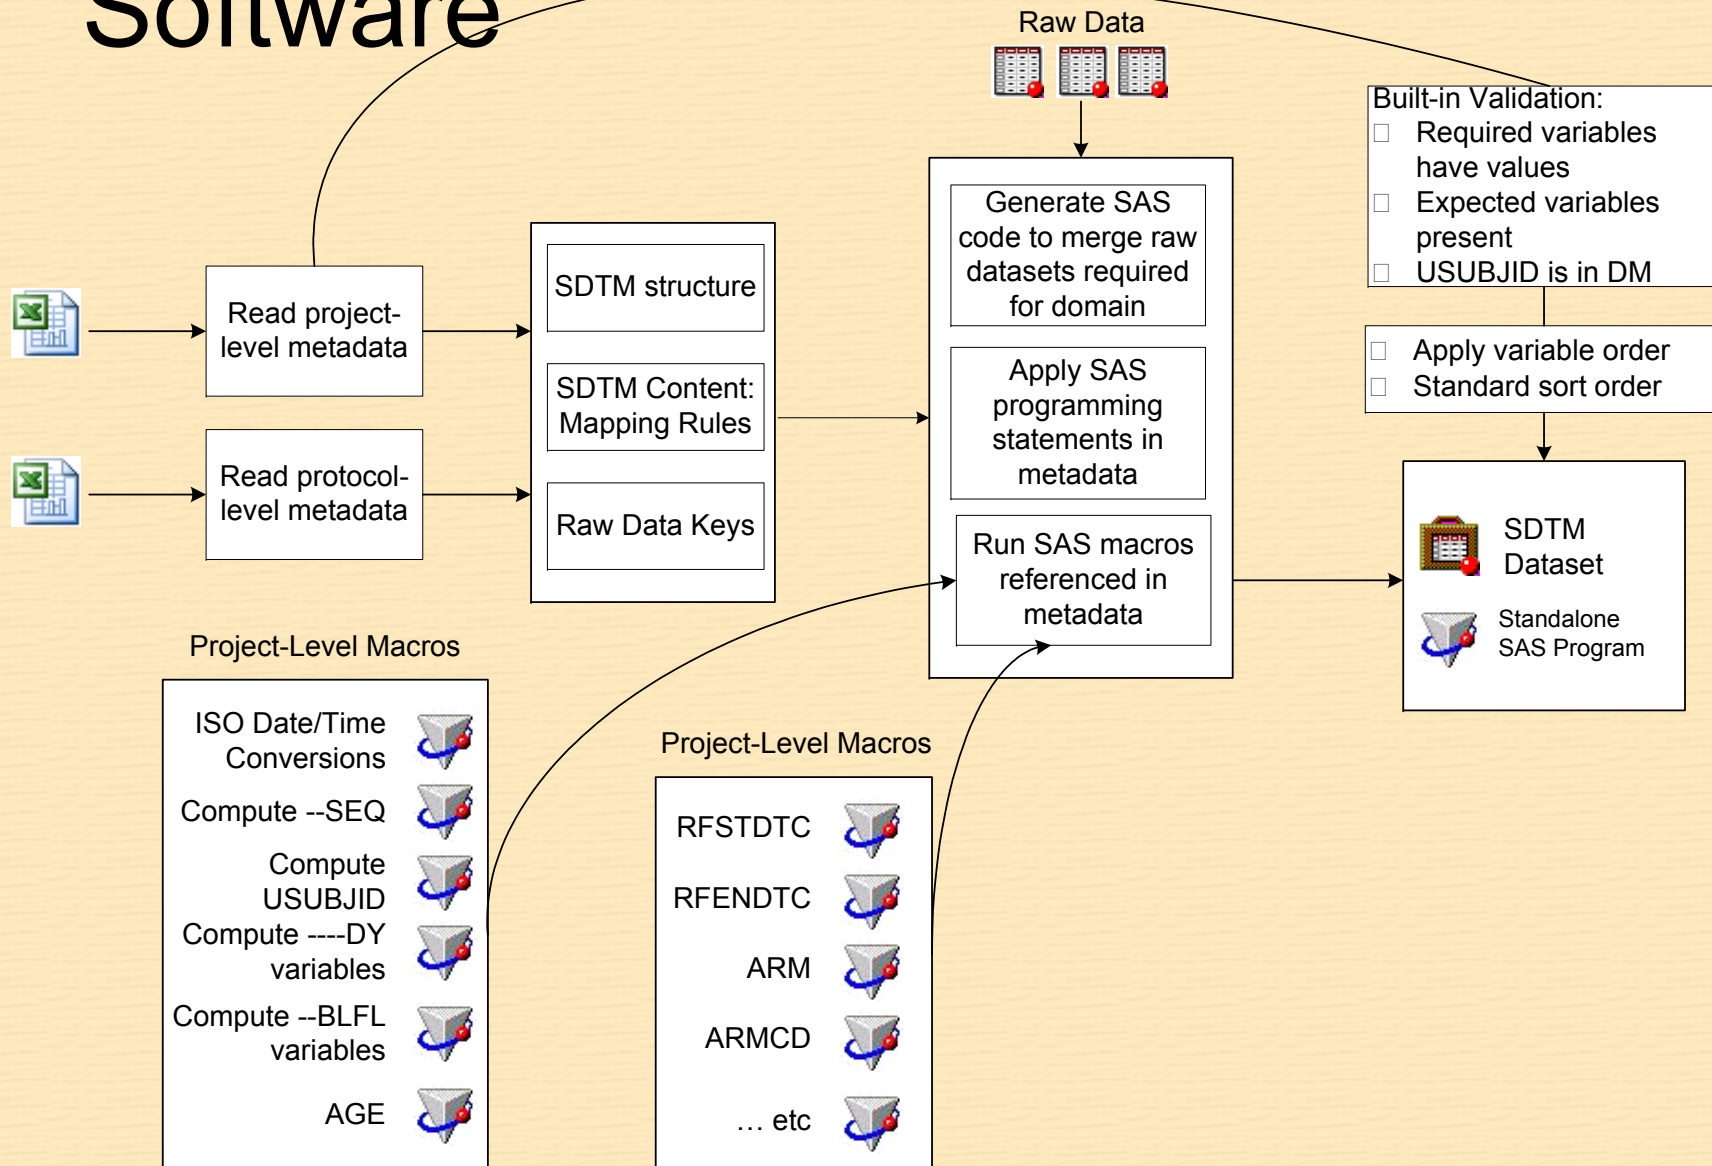 Software
Raw Data
Built-in Validation:
Required variables
have values
Expected variables
present
USUBJID is in DM
Apply variable order
Standard sort order
Read project-
level metadata
Read protocol-
level metadata
SDTM structure
SDTM Content:
Mapping Rules
Raw Data Keys
Generate SAS
code to merge raw
datasets required
for domain
Apply SAS
programming
statements in
metadata
Run SAS macros
referenced in
metadata
SDTM
Dataset
Standalone
SAS Program
Project-Level Macros
ISO Date/Time
Conversions
Compute --SEQ
Compute
USUBJID
Compute ----DY
variables
Compute --BLFL
variables
AGE
Project-Level Macros
RFSTDTC
RFENDTC
ARM
ARMCD
… etc